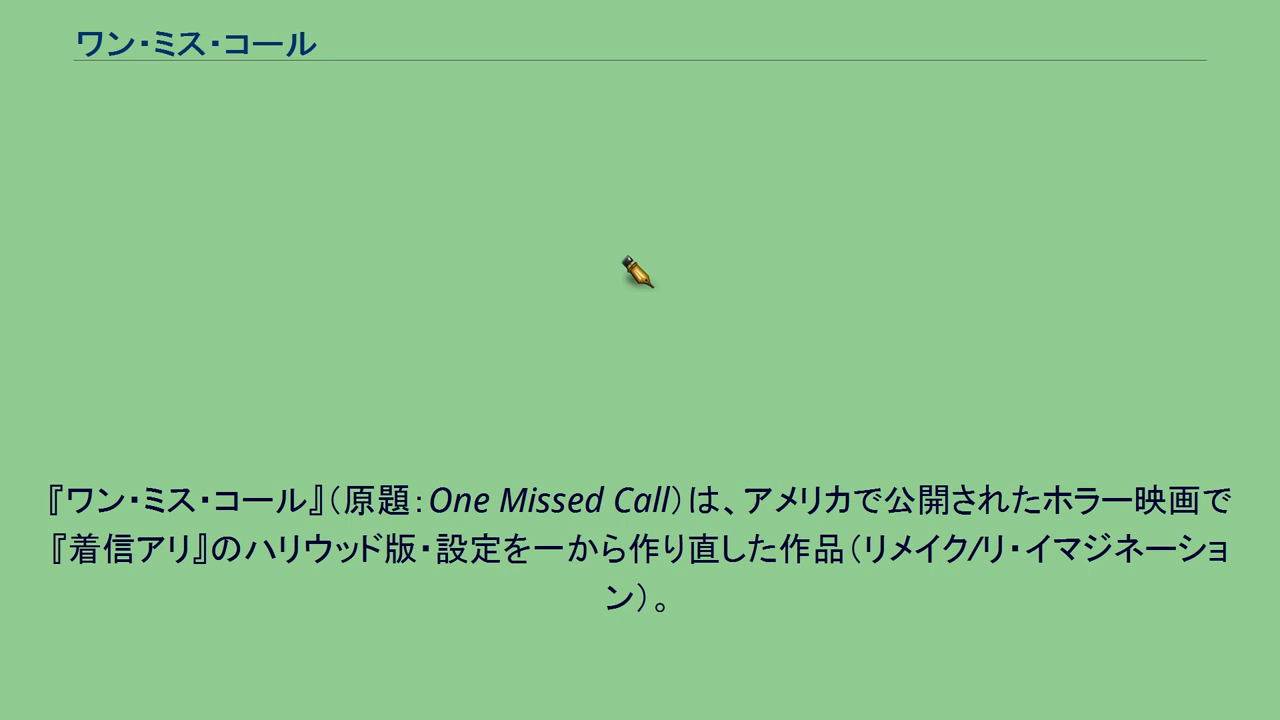 ワン・ミス・コール
『ワン・ミス・コール』（原題：One Missed Call）は、アメリカで公開されたホラー映画で
『着信アリ』のハリウッド版・設定を一から作り直した作品（リメイク/リ・イマジネーショ
ン）。